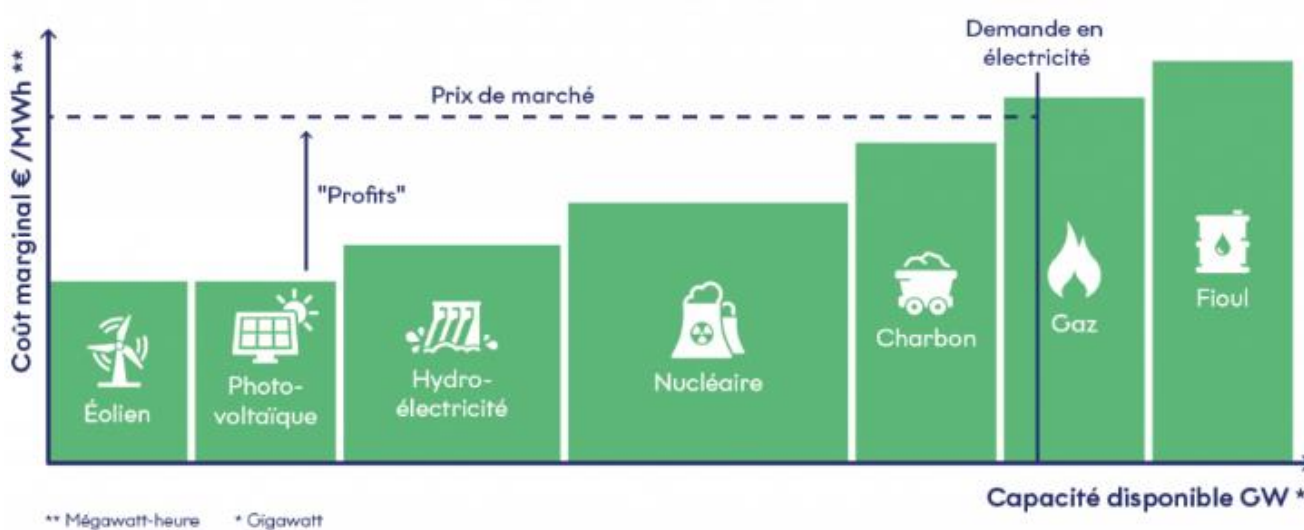 Coût marginal € /MWh **
Demande en
électricité
Prix de marché
"Profits"
Éolien
Photo-
voltaïque
Hydro-
électricité
Nucléaire
Charbon
Gaz
Fioul
Capacité disponible GW *
** Mégawatt-heure * Gigawatt